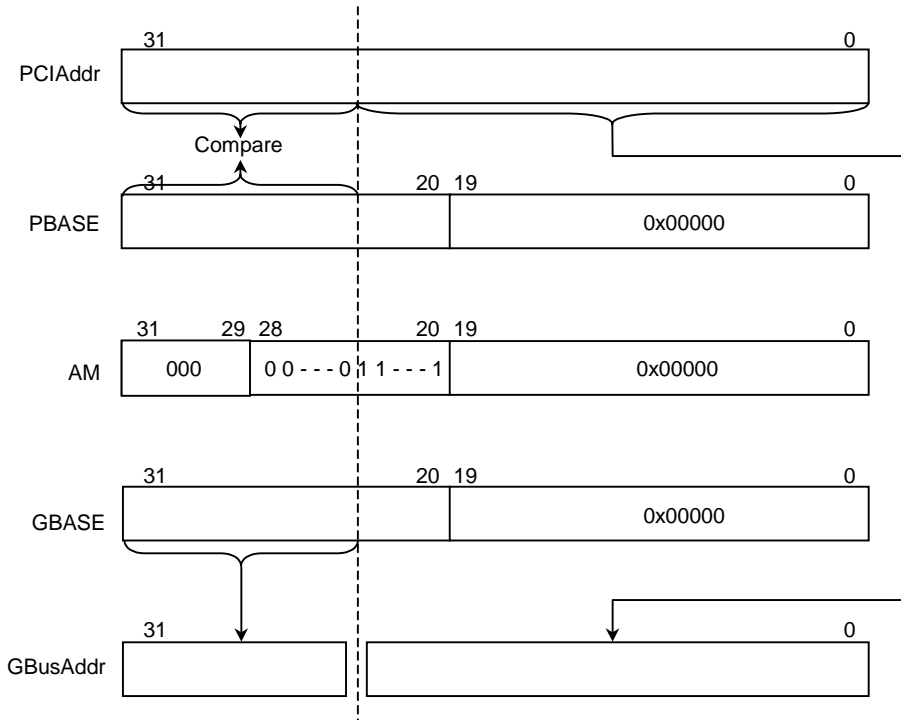 31 0
PCIAddr
Compare
31 20 19 0
PBASE 0x00000
31 29 28 20 19 0
AM 000 0 0 - - - 0 1 1 - - - 1 0x00000
31 20 19 0
GBASE 0x00000
31 0
GBusAddr